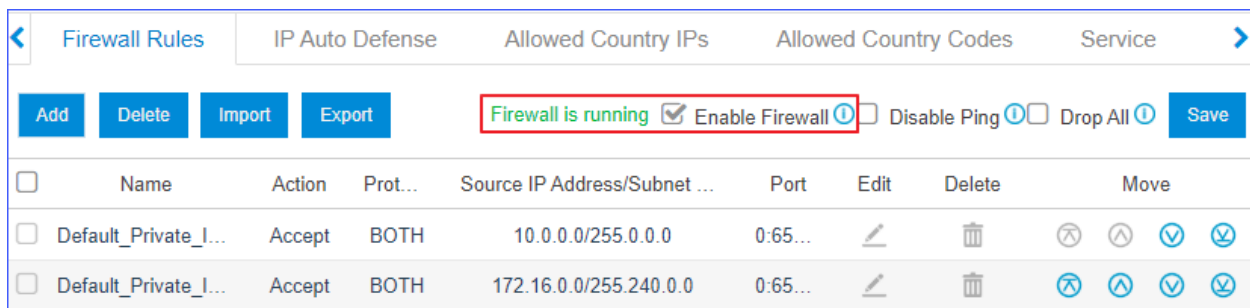 Firewall Rules IP Auto Defense Allowed Country IPs Allowed Country Codes Service
Add Delete Import Export Firewall is running Enable Firewall Disable Ping Drop All Save
Name Action Prot... Source IP Address/Subnet ... Port Edit Delete Move
Default_Private_I... Accept BOTH 10.0.0.0/255.0.0.0 0:65...
Default_Private_I... Accept BOTH 172.16.0.0/255.240.0.0 0:65...